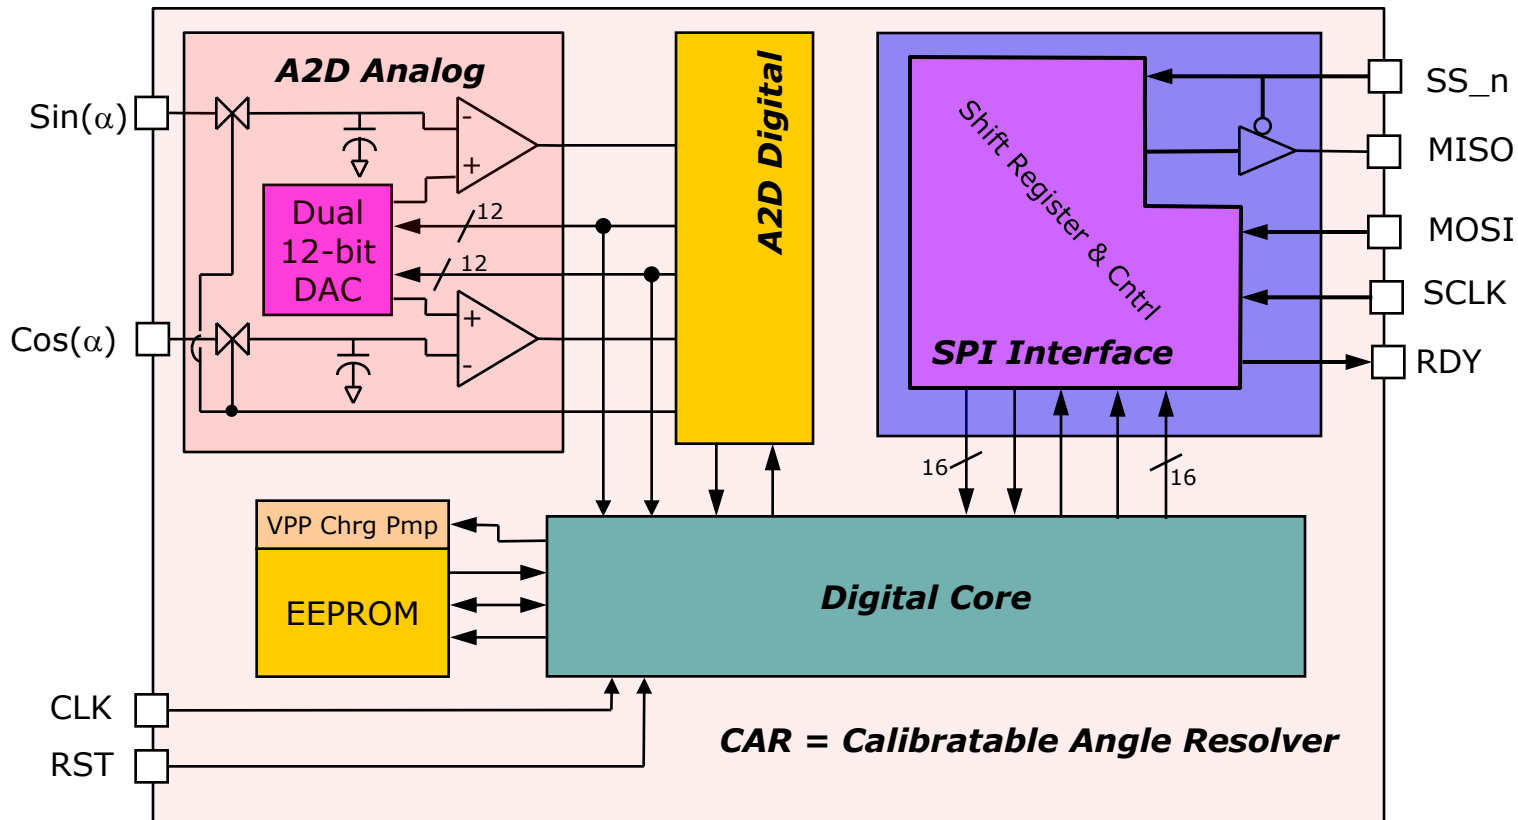 A2D Analog
Sin(α)
-
+
Dual
12-bit
DAC
12
12
Cos(α)
+
-
A2D Digital
Shift Register & Cntrl
SPI Interface
SS_n
MISO
MOSI
SCLK
RDY
16
16
VPP Chrg Pmp
EEPROM
Digital Core
CLK
RST
CAR = Calibratable Angle Resolver